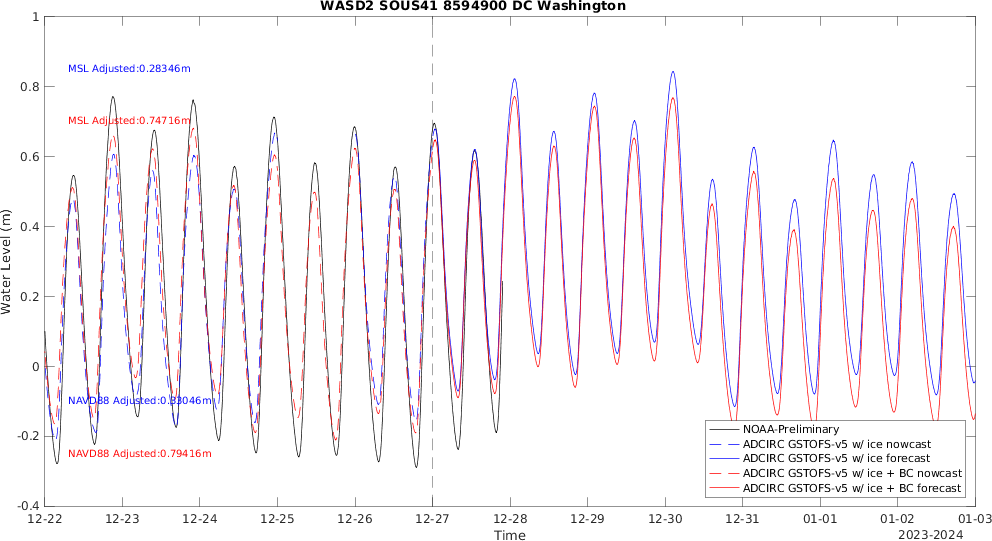 WASD2 SOUS41 8594900 DC Washington
1
0.8
0.6
0.4
0.2
0
-0.2
-0.4
Water Level (m)
MSL Adjusted:0.28346m
MSL Adjusted:0.74716m
NAVD88 Adjusted:0.33046m
NAVD88 Adjusted:0.79416m
NOAA-Preliminary
ADCIRC GSTOFS-v5 w/ ice nowcast
ADCIRC GSTOFS-v5 w/ ice forecast
ADCIRC GSTOFS-v5 w/ ice + BC nowcast
ADCIRC GSTOFS-v5 w/ ice + BC forecast
12-22 12-23 12-24 12-25 12-26 12-27 12-28 12-29 12-30 12-31 01-01 01-02 01-03
Time
2023-2024